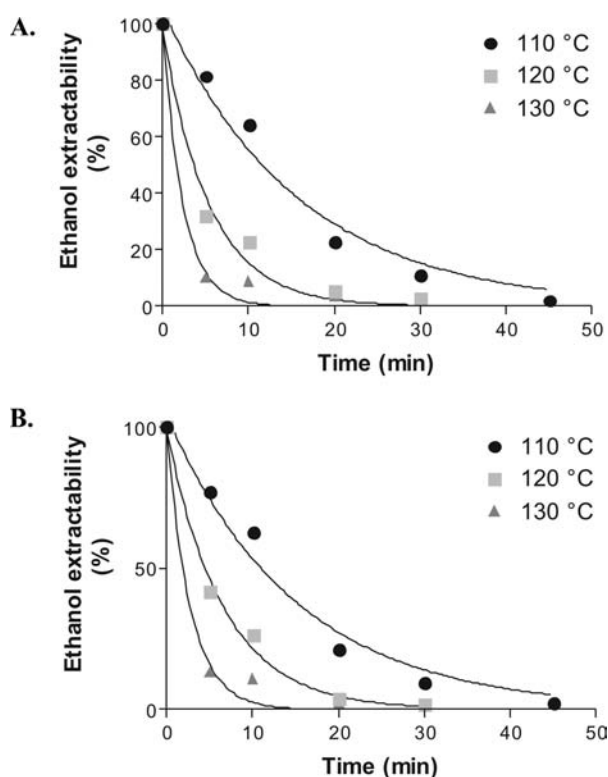 A.
Ethanol extractability
(%)
100
80
60
40
20
0
0 10 20 30 40 50
Time (min)
110 °C
120 °C
130 °C
B.
Ethanol extractability
(%)
100
50
0
0 10 20 30 40 50
Time (min)
110 °C
120 °C
130 °C